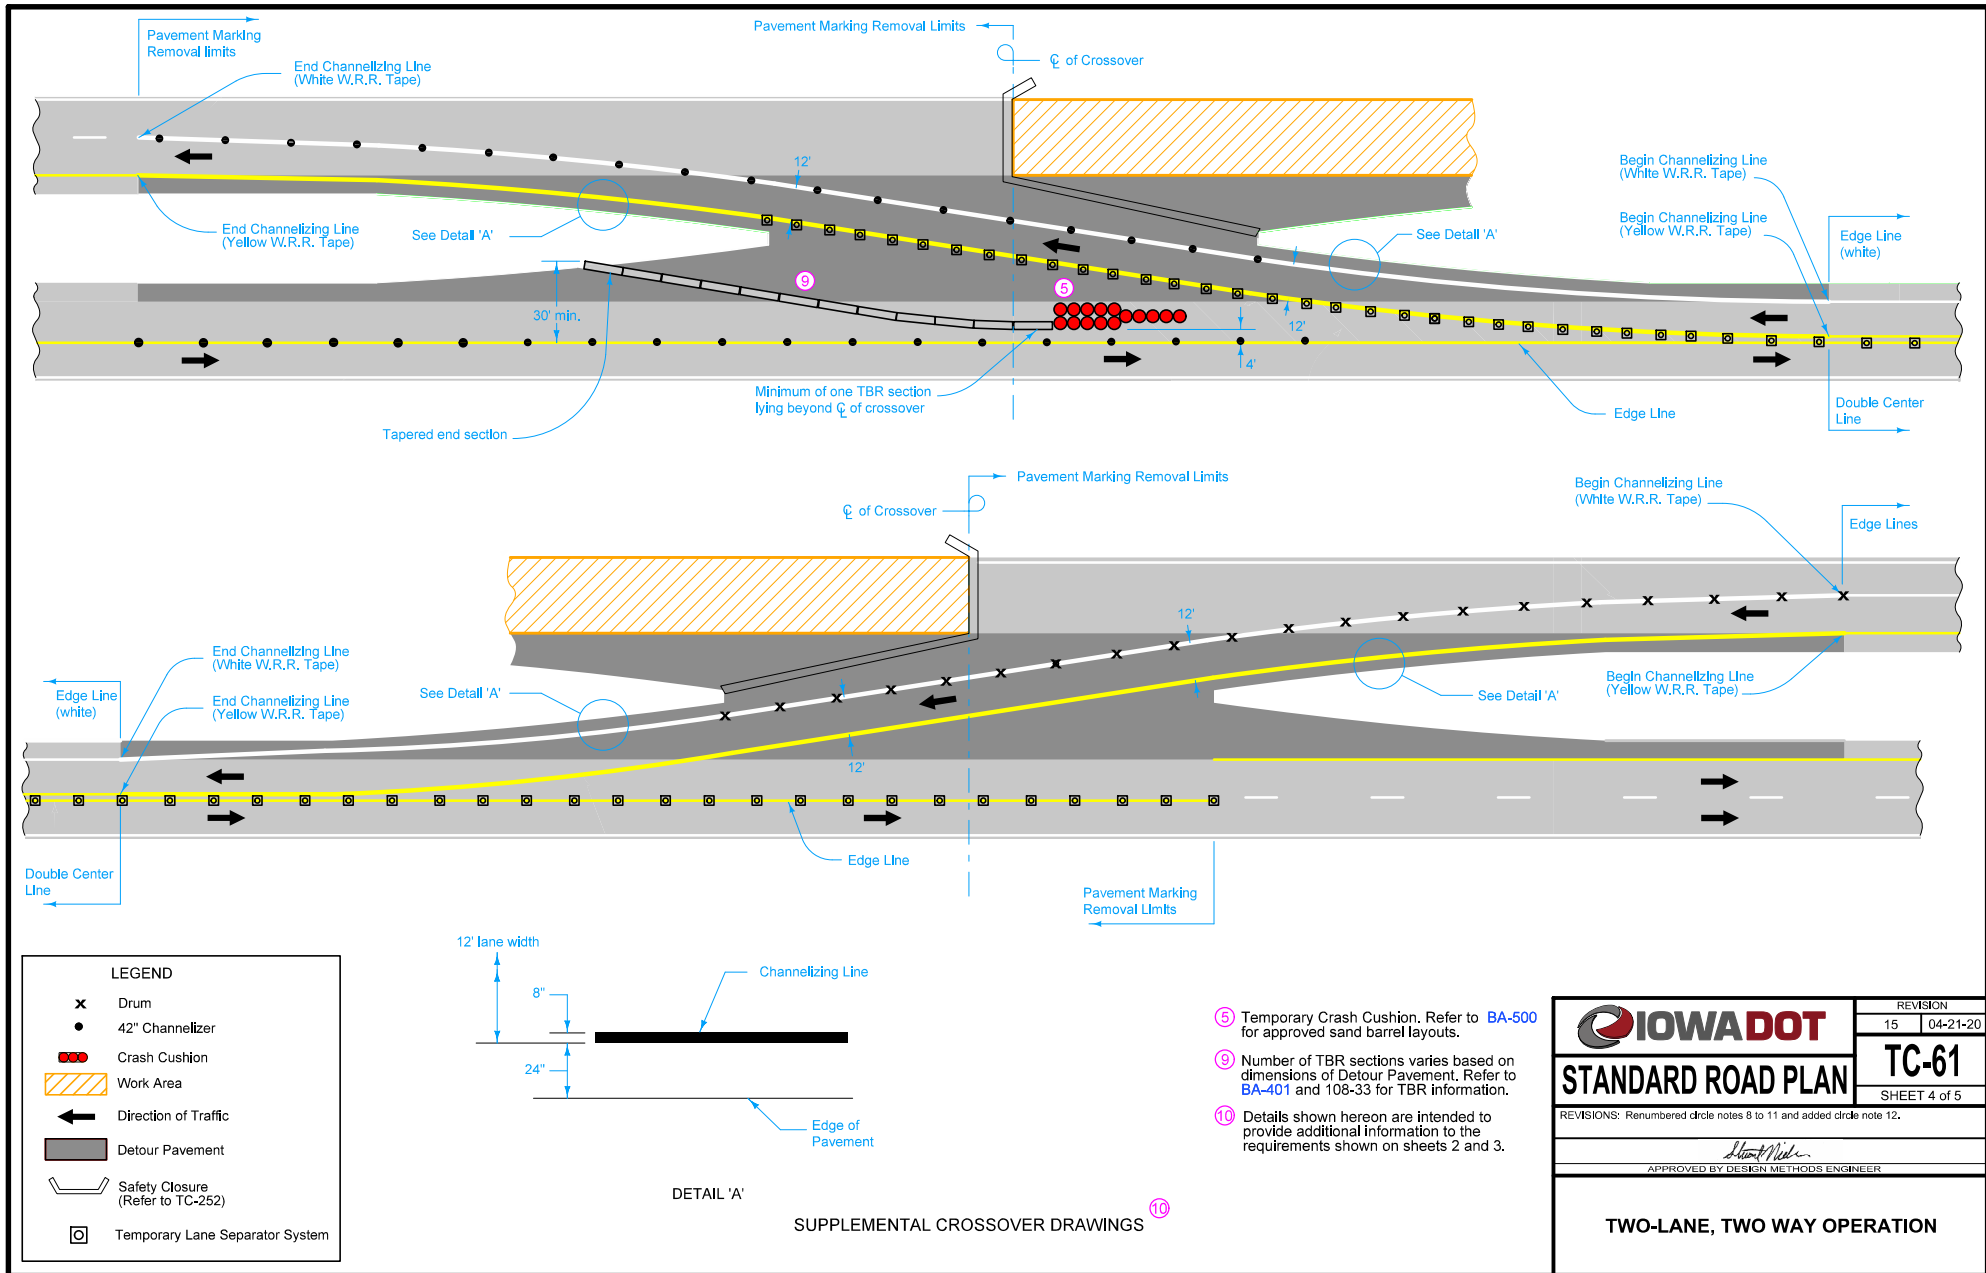 Pavement Marking
Removal limits
End Channelizing Line
(White W.R.R. Tape)
Pavement Marking Removal Limits
℄ of Crossover
12'
Begin Channelizing Line
(White W.R.R. Tape)
Begin Channelizing Line
(Yellow W.R.R. Tape)
Edge Line
(white)
End Channelizing Line
(Yellow W.R.R. Tape)
See Detail 'A'
See Detail 'A'
9
5
30' min.
12'
4'
Minimum of one TBR section
lying beyond ℄ of crossover
Tapered end section
Edge Line
Double Center
Line
Pavement Marking Removal Limits
℄ of Crossover
Begin Channelizing Line
(White W.R.R. Tape)
Edge Lines
12'
End Channelizing Line
(White W.R.R. Tape)
Edge Line
(white)
End Channelizing Line
(Yellow W.R.R. Tape)
See Detail 'A'
See Detail 'A'
Begin Channelizing Line
(Yellow W.R.R. Tape)
12'
Edge Line
Double Center
Line
Pavement Marking
Removal Limits
LEGEND
Drum
42" Channelizer
Crash Cushion
Work Area
Direction of Traffic
Detour Pavement
Safety Closure
(Refer to TC-252)
Temporary Lane Separator System
12' lane width
8"
Channelizing Line
24"
Edge of
Pavement
DETAIL 'A'
SUPPLEMENTAL CROSSOVER DRAWINGS 10
5 Temporary Crash Cushion. Refer to BA-500
for approved sand barrel layouts.
9 Number of TBR sections varies based on
dimensions of Detour Pavement. Refer to
BA-401 and 108-33 for TBR information.
10 Details shown hereon are intended to
provide additional information to the
requirements shown on sheets 2 and 3.
IOWADOT
STANDARD ROAD PLAN
REVISION
15 04-21-20
TC-61
SHEET 4 of 5
REVISIONS: Renumbered circle notes 8 to 11 and added circle note 12.
APPROVED BY DESIGN METHODS ENGINEER
TWO-LANE, TWO WAY OPERATION